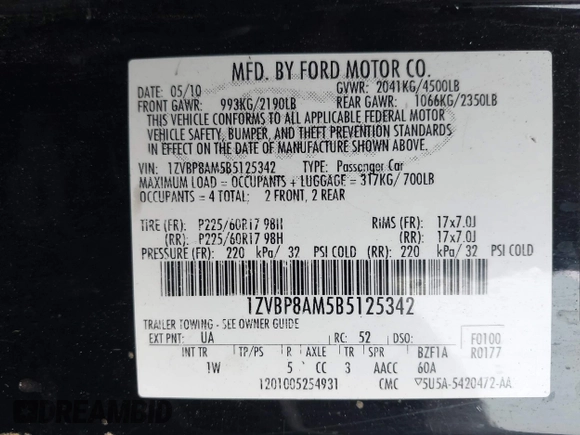 MFD. BY FORD MOTOR CO.
DATE: 05/10 GVWR: 2041KG/4500LB
FRONT GAWR: 993KG/2190LB REAR GAWR: 1066KG/2350LB
THIS VEHICLE CONFORMS TO ALL APPLICABLE FEDERAL MOTOR
VEHICLE SAFETY, BUMPER, AND THEFT PREVENTION STANDARDS
IN EFFECT ON THE DATE OF MANUFACTURE SHOWN ABOVE.
VIN: 1ZVBP8AM5B5125342 TYPE: Passenger Car
MAXIMUM LOAD = OCCUPANTS + LUGGAGE = 317KG/700LB
OCCUPANTS = 4 TOTAL: 2 FRONT, 2 REAR
TIRE (FR): P225/60R17 98H RIMS (FR): 17x7.0J
(RR): P225/60R17 98H (RR): 17x7.0J
PRESSURE (FR): 220 kPa/ 32 PSI COLD (RR): 220 kPa/ 32 PSI COLD
1ZVBP8AM5B5125342
TRAILER TOWING - SEE OWNER GUIDE
EXT PNT: UA RC: 52 DSO: F0100
INT TR TP/PS R AXLE TR SPR BZF1A R0177
1W 5 CC 3 AACC 60A
1201005254931 CMC ▽5U5A-5420472-AA
DREAMBID